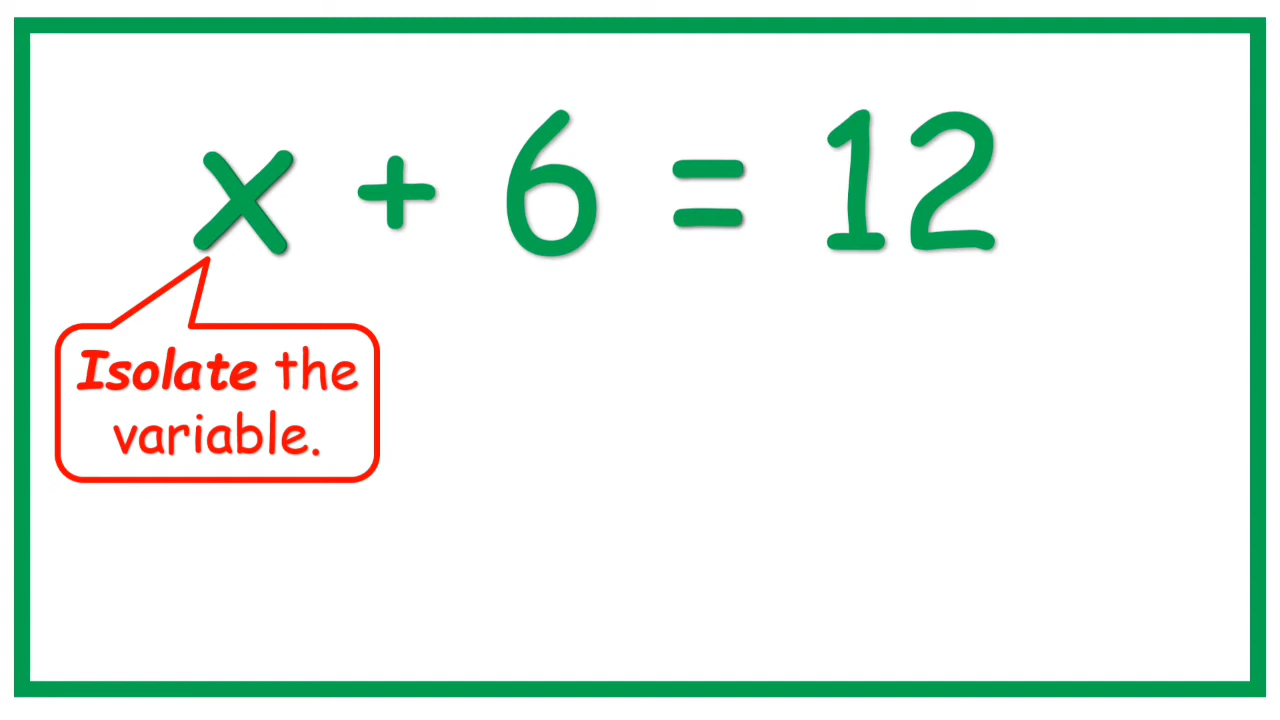 x + 6 = 12
Isolate the
variable.